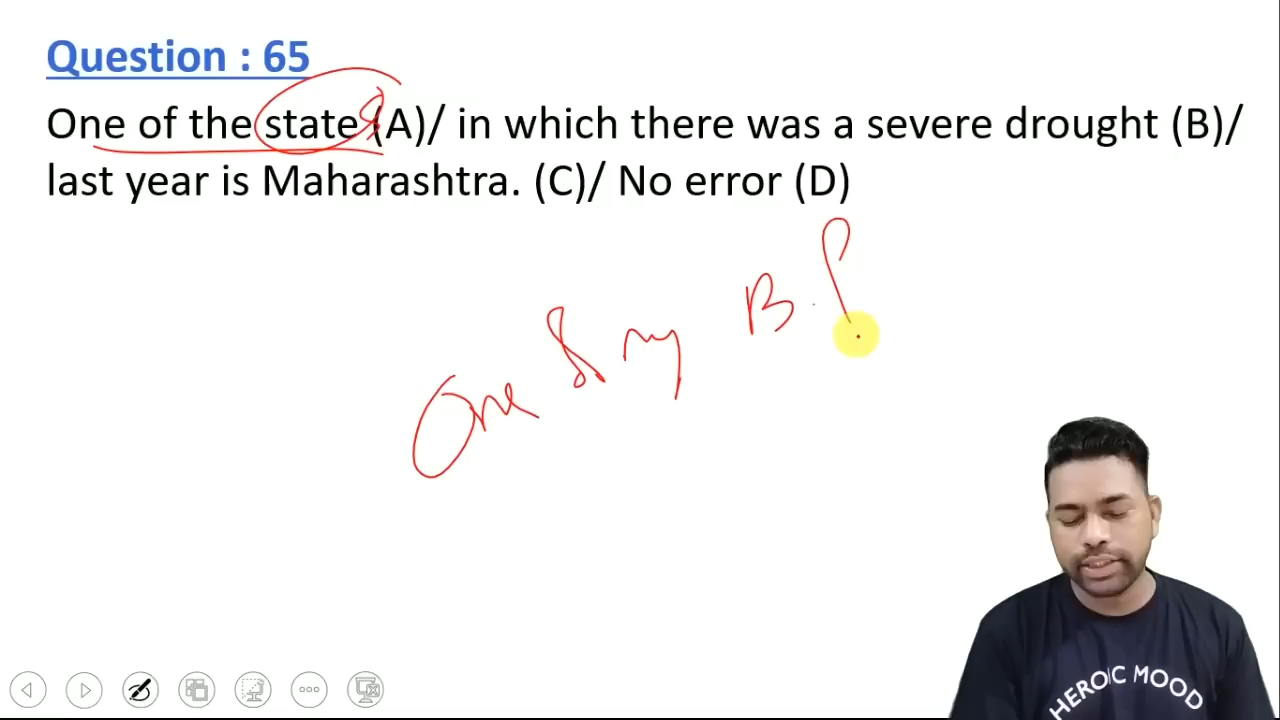 Question : 65
One of the state (A)/ in which there was a severe drought (B)/
last year is Maharashtra. (C)/ No error (D)
One of my B.
HEROIC MOOD